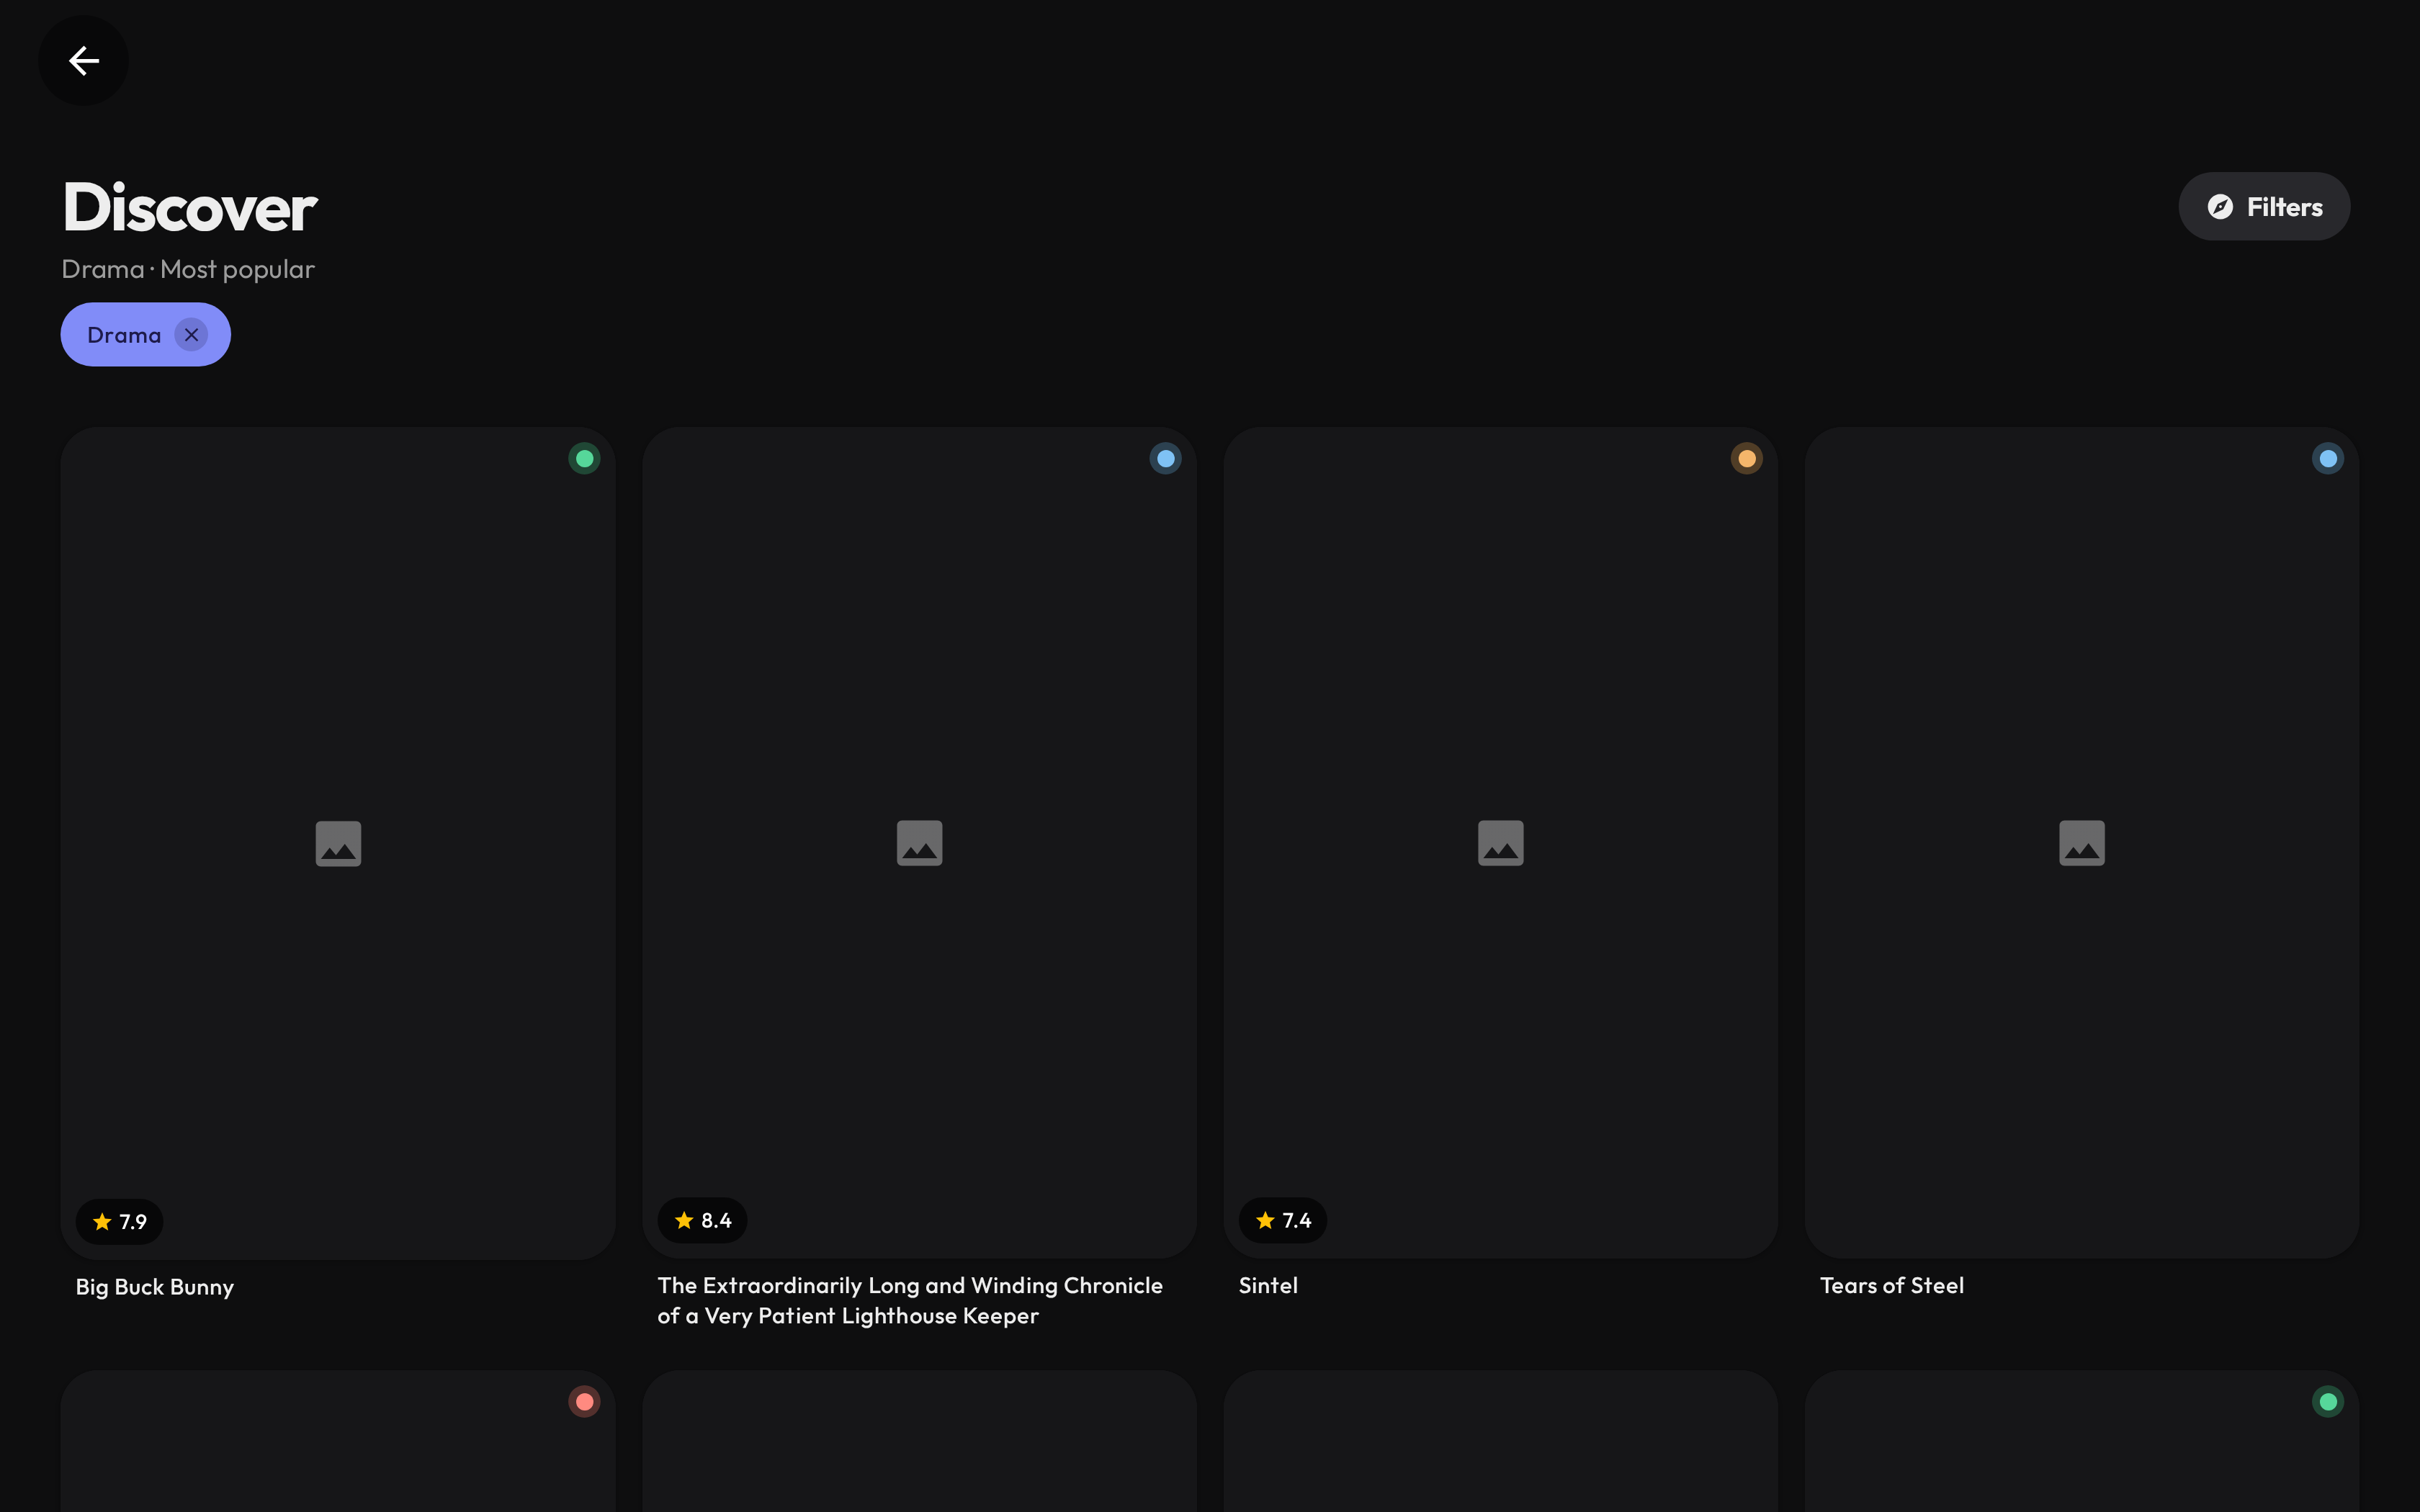 Discover
Filters
Drama · Most popular
Drama
7.9
8.4
7.4
Big Buck Bunny
The Extraordinarily Long and Winding Chronicle
of a Very Patient Lighthouse Keeper
Sintel
Tears of Steel